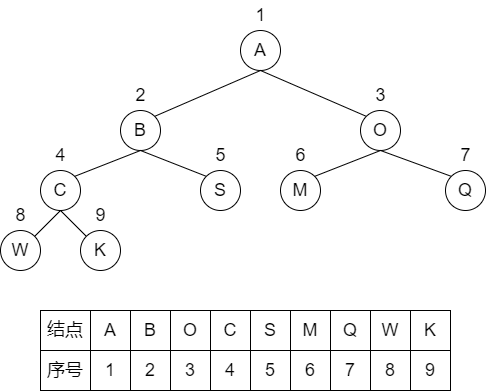 1
A
2
3
B
O
4
5
6
7
C
S
M
Q
8
9
W
K
结点 A B O C S M Q W K
序号 1 2 3 4 5 6 7 8 9